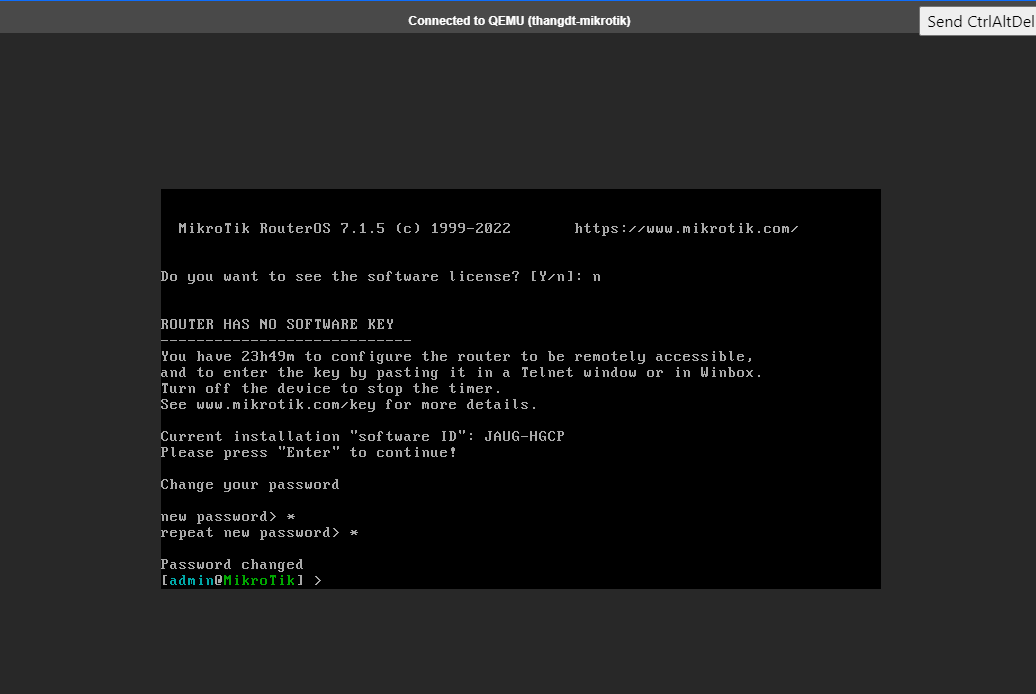 Connected to QEMU (thangdt-mikrotik)
Send CtrlAltDel
MikroTik RouterOS 7.1.5 (c) 1999-2022 https://www.mikrotik.com/
Do you want to see the software license? [Y/n]: n
ROUTER HAS NO SOFTWARE KEY
----------------------------
You have 23h49m to configure the router to be remotely accessible,
and to enter the key by pasting it in a Telnet window or in Winbox.
Turn off the device to stop the timer.
See www.mikrotik.com/key for more details.
Current installation "software ID": JAUG-HGCP
Please press "Enter" to continue!
Change your password
new password> *
repeat new password> *
Password changed
[admin@MikroTik] >